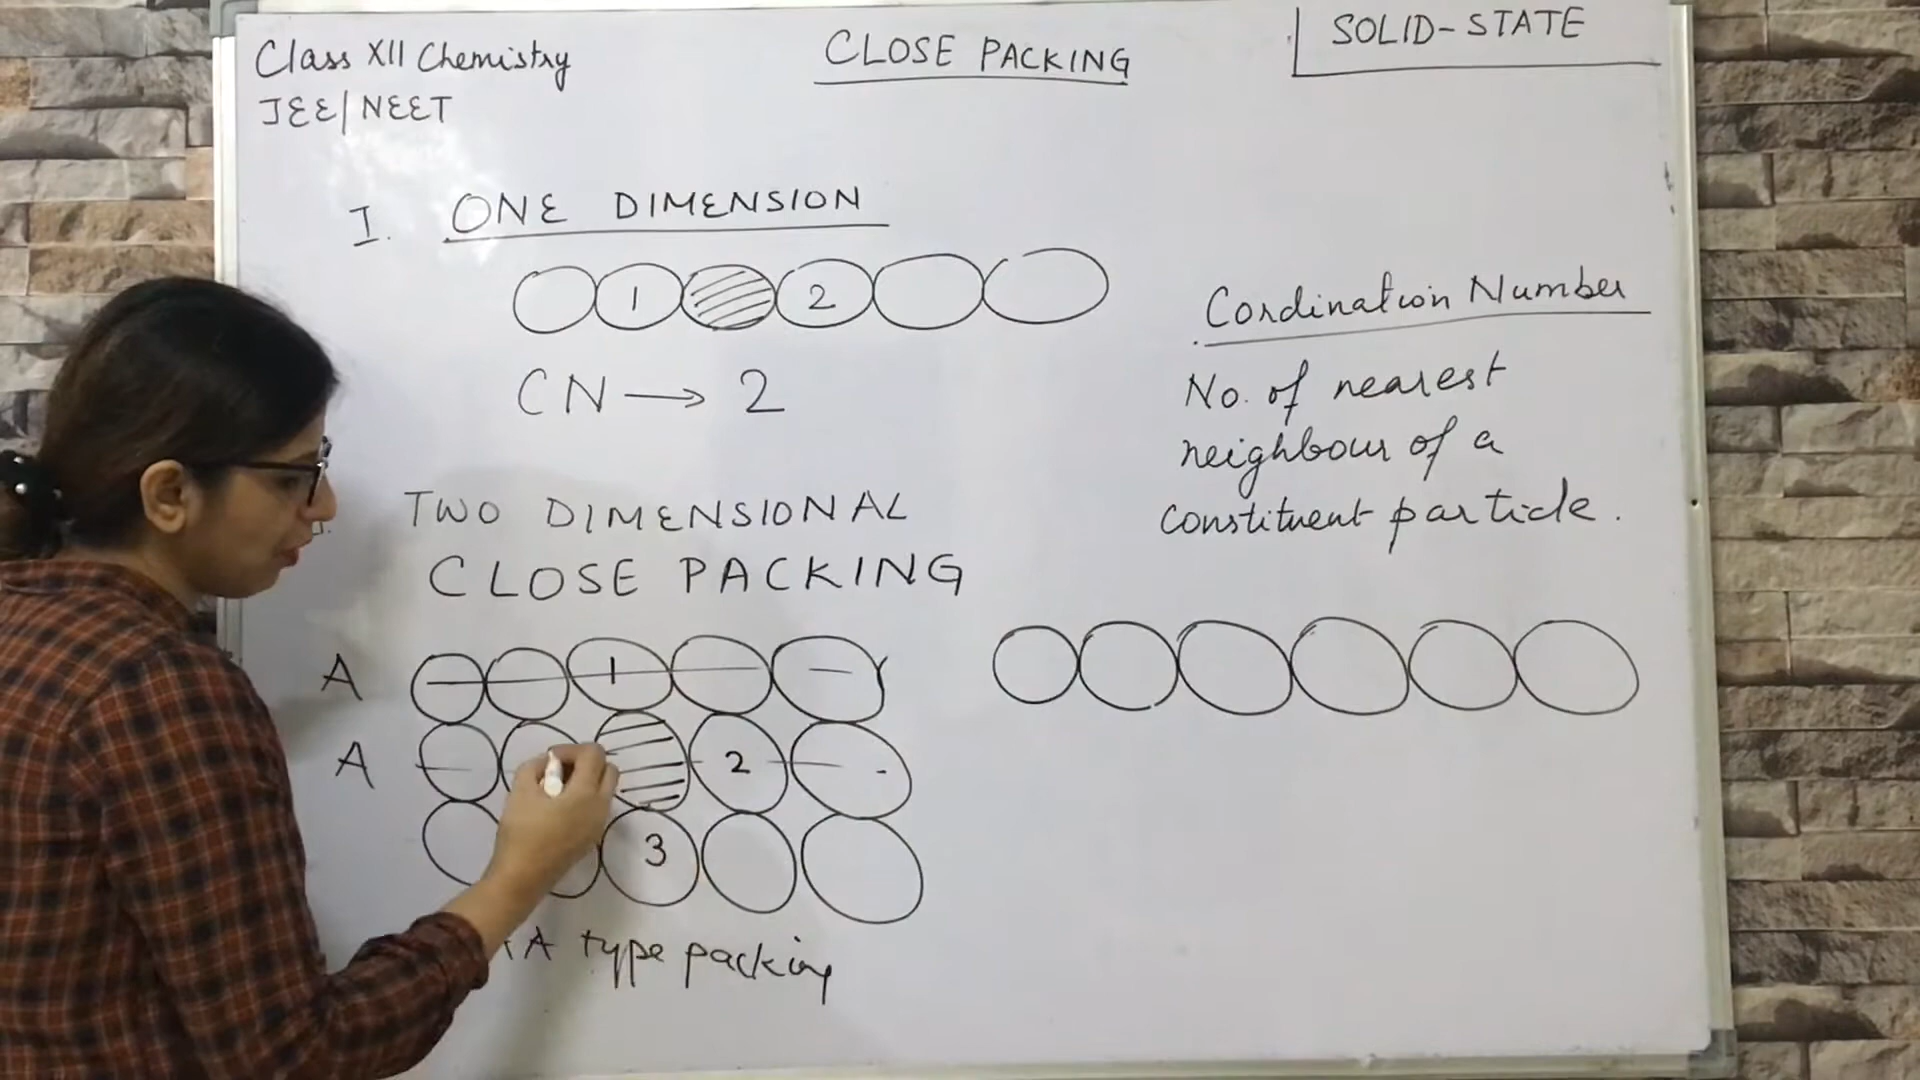 Class XII Chemistry
JEE/NEET
CLOSE PACKING
SOLID-STATE
I. ONE DIMENSION
1 2
CN → 2
Cordination Number
No. of nearest
neighbour of a
constituent particle.
TWO DIMENSIONAL
CLOSE PACKING
A 1
A 2
3
A type packing